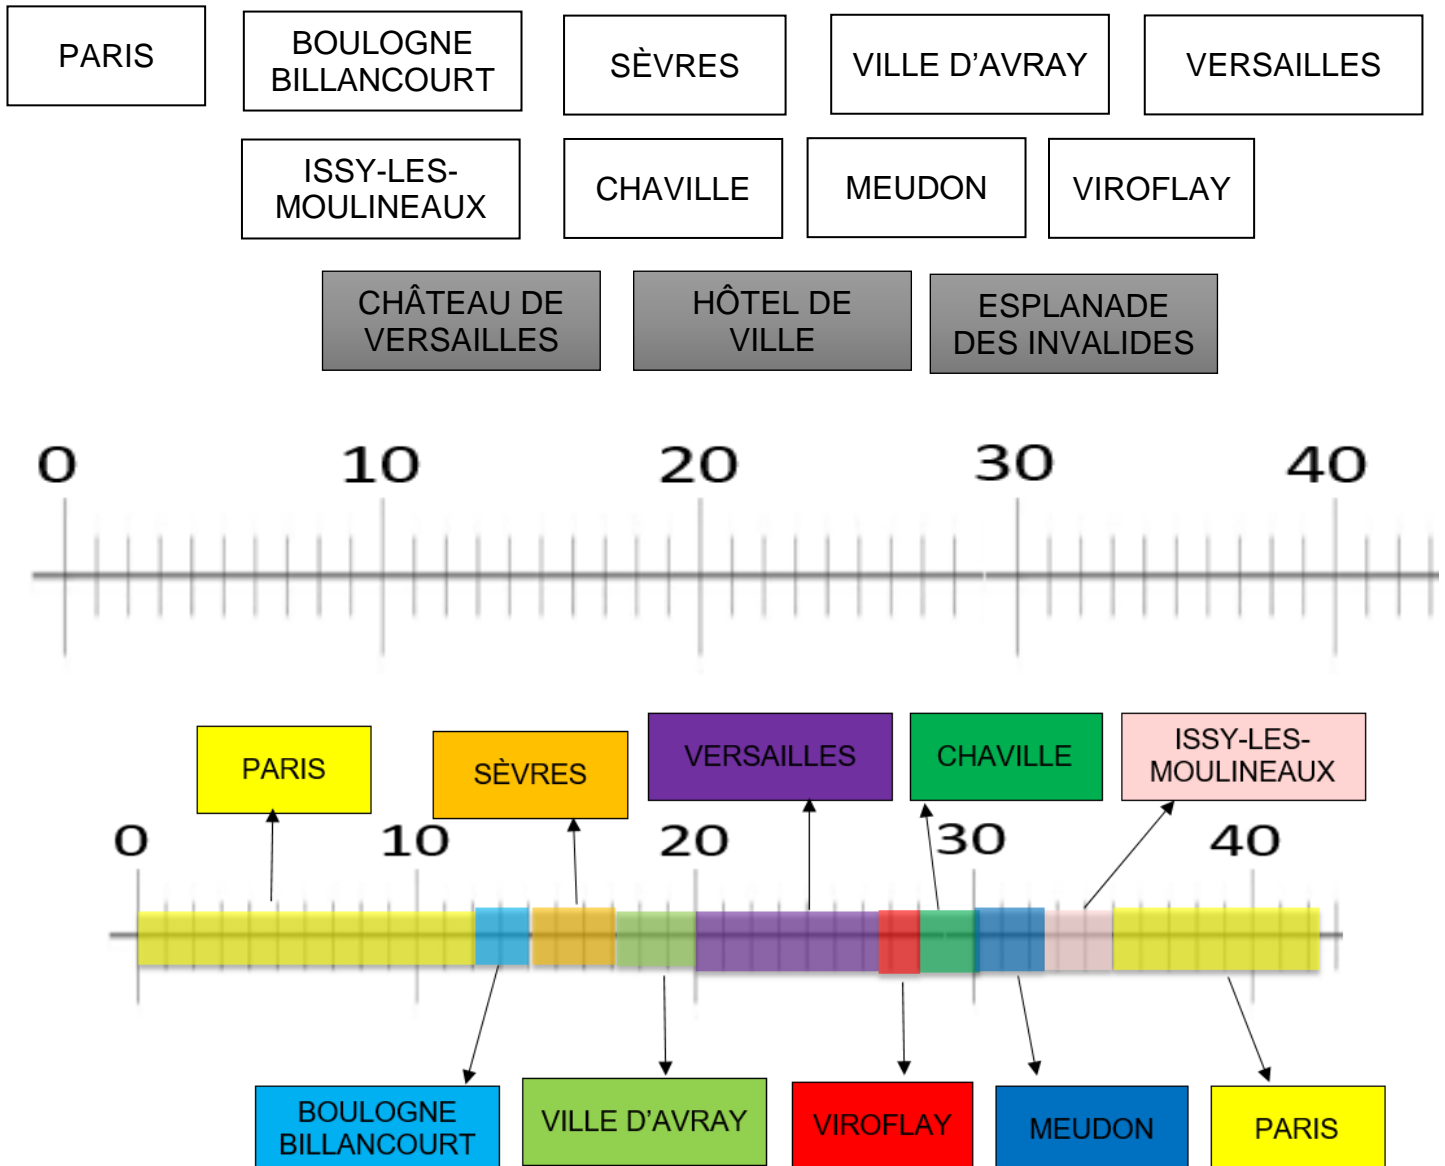 PARIS
BOULOGNE
BILLANCOURT
SÈVRES
VILLE D'AVRAY
VERSAILLES
ISSY-LES-
MOULINEAUX
CHAVILLE
MEUDON
VIROFLAY
CHÂTEAU DE
VERSAILLES
HÔTEL DE
VILLE
ESPLANADE
DES INVALIDES
0 10 20 30 40
PARIS
SÈVRES
VERSAILLES
CHAVILLE
ISSY-LES-
MOULINEAUX
0 10 20 30 40
BOULOGNE
BILLANCOURT
VILLE D'AVRAY
VIROFLAY
MEUDON
PARIS